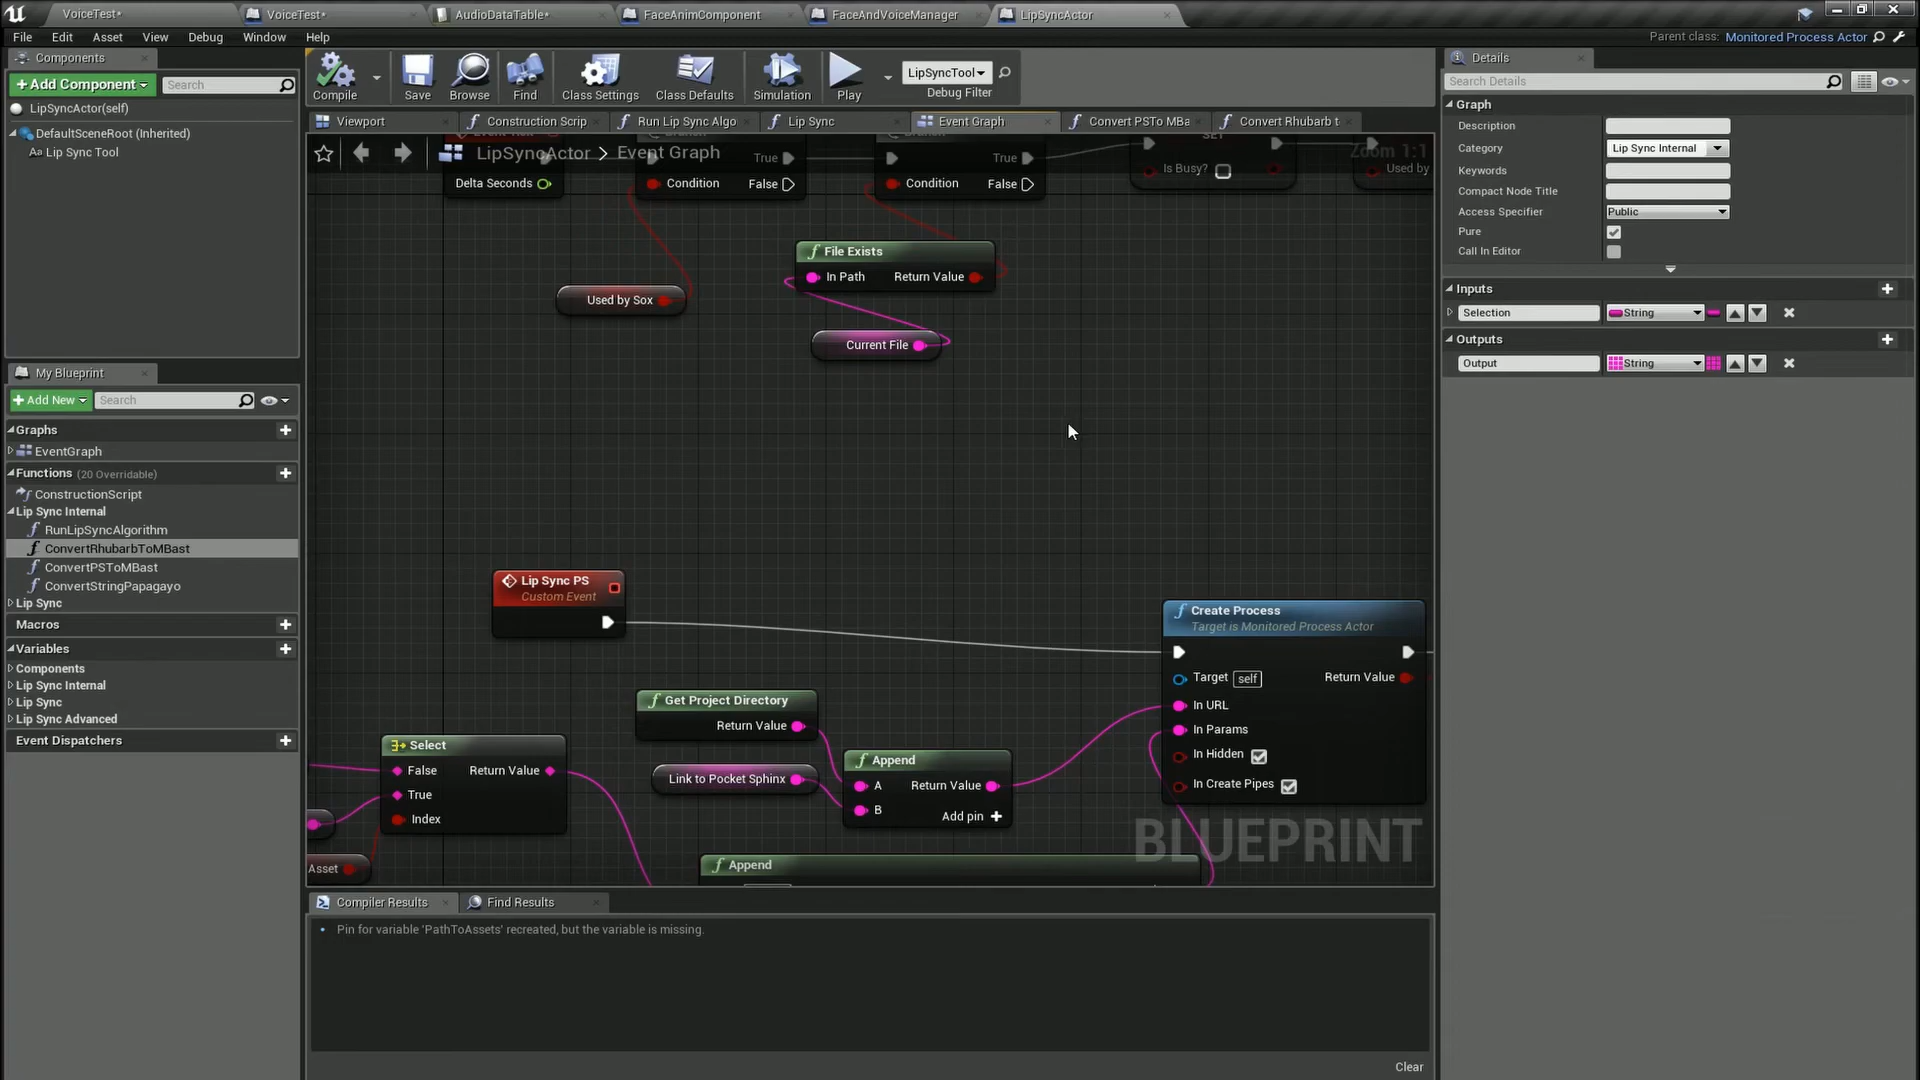 VoiceTest*
VoiceTest*
AudioDataTable*
FaceAnimComponent
FaceAndVoiceManager
LipSyncActor
File Edit Asset View Debug Window Help
Parent class: Monitored Process Actor
Components
+ Add Component
Search
LipSyncActor(self)
DefaultSceneRoot (Inherited)
Lip Sync Tool
Compile
Save
Browse
Find
Class Settings
Class Defaults
Simulation
Play
LipSyncTool
Debug Filter
Viewport
Construction Scrip
Run Lip Sync Algo
Lip Sync
Event Graph
Convert PSTo MBa
Convert Rhubarb t
LipSyncActor > Event Graph
Zoom 1:1
Delta Seconds
True
Condition
False
True
Condition
False
SET
Is Busy?
Used by
File Exists
In Path
Return Value
Used by Sox
Current File
Lip Sync PS
Custom Event
Create Process
Target is Monitored Process Actor
Target self
Return Value
In URL
In Params
In Hidden
In Create Pipes
Get Project Directory
Return Value
Link to Pocket Sphinx
Append
A
Return Value
B
Add pin +
Select
False
Return Value
True
Index
Asset
Append
BLUEPRINT
My Blueprint
+ Add New
Search
Graphs
EventGraph
Functions (20 Overridable)
ConstructionScript
Lip Sync Internal
RunLipSyncAlgorithm
ConvertRhubarbToMBast
ConvertPSToMBast
ConvertStringPapagayo
Lip Sync
Macros
Variables
Components
Lip Sync Internal
Lip Sync
Lip Sync Advanced
Event Dispatchers
Compiler Results
Find Results
Pin for variable 'PathToAssets' recreated, but the variable is missing.
Clear
Details
Search Details
Graph
Description
Category
Lip Sync Internal
Keywords
Compact Node Title
Access Specifier
Public
Pure
Call In Editor
Inputs
Selection
String
Outputs
Output
String